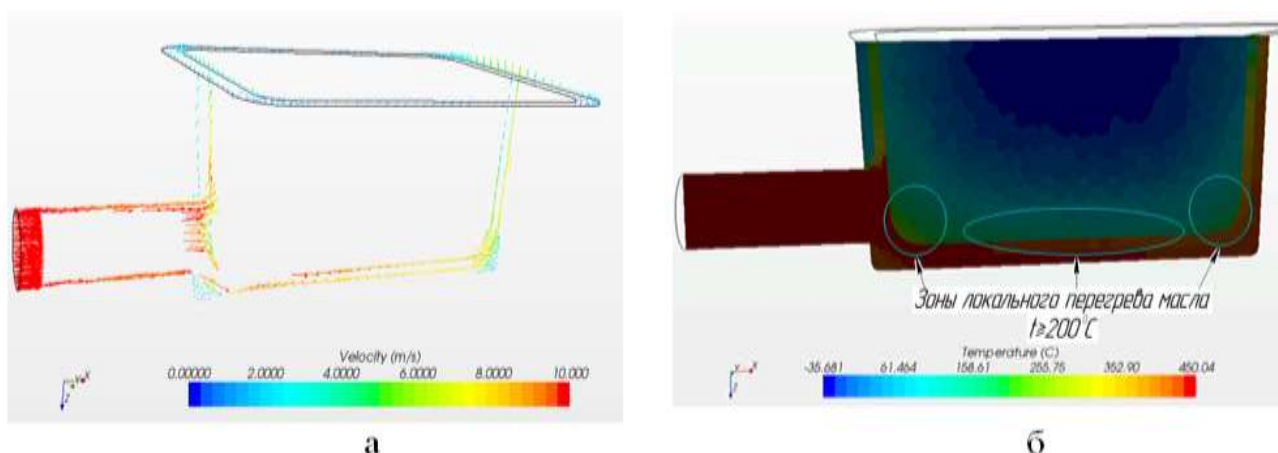 Velocity (m/s)
0.00000 2.0000 4.0000 6.0000 8.0000 10.000
Y X
Z
а
Зоны локального перегрева масла
t≥200°С
Temperature (C)
-35.681 61.464 158.61 255.75 352.90 450.04
Y X
Z
б